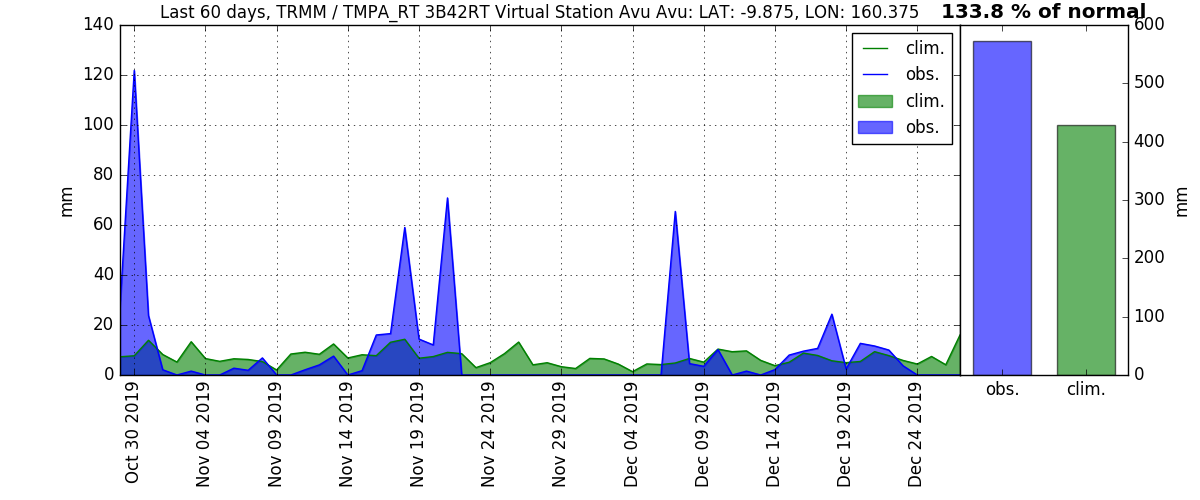 Last 60 days, TRMM / TMPA_RT 3B42RT Virtual Station Avu Avu: LAT: -9.875, LON: 160.375
133.8 % of normal
140
120
100
80
60
40
20
0
mm
clim.
obs.
clim.
obs.
Oct 30 2019
Nov 04 2019
Nov 09 2019
Nov 14 2019
Nov 19 2019
Nov 24 2019
Nov 29 2019
Dec 04 2019
Dec 09 2019
Dec 14 2019
Dec 19 2019
Dec 24 2019
600
500
400
300
200
100
0
mm
obs.
clim.